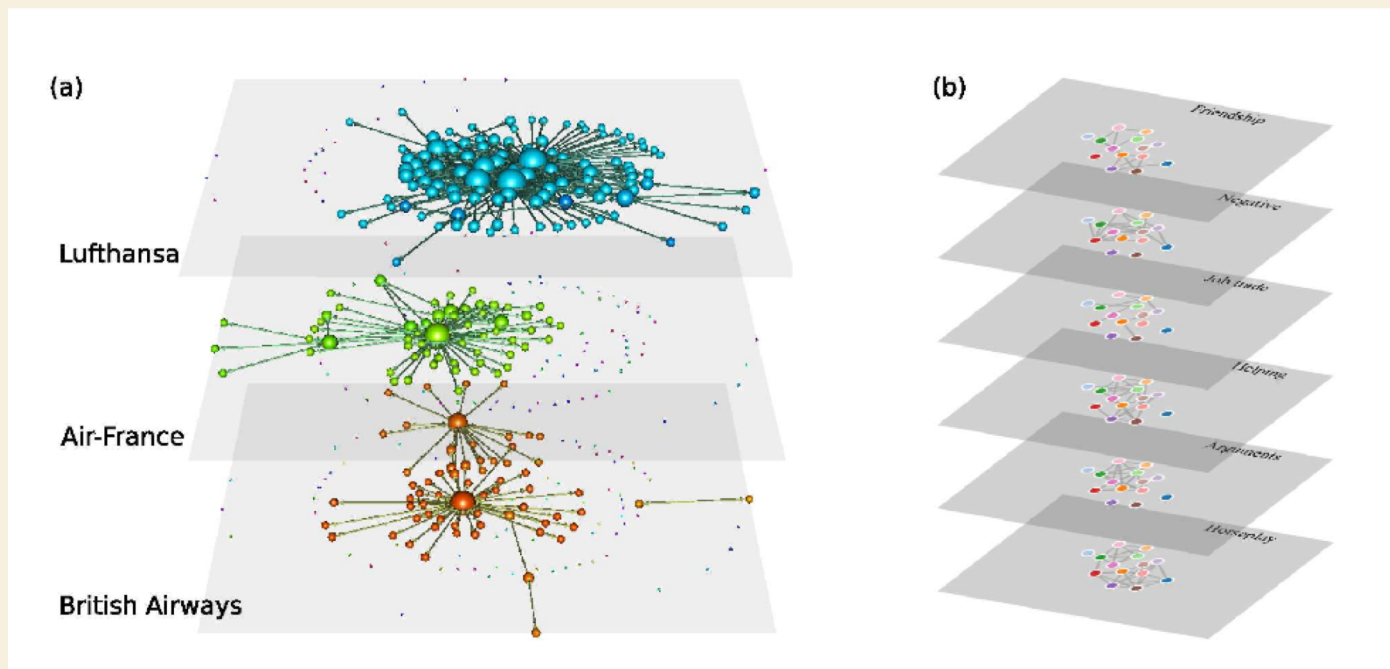 (a)
Lufthansa
Air-France
British Airways
(b)
Friendship
Negative
Job trade
Helping
Arguments
Horseplay